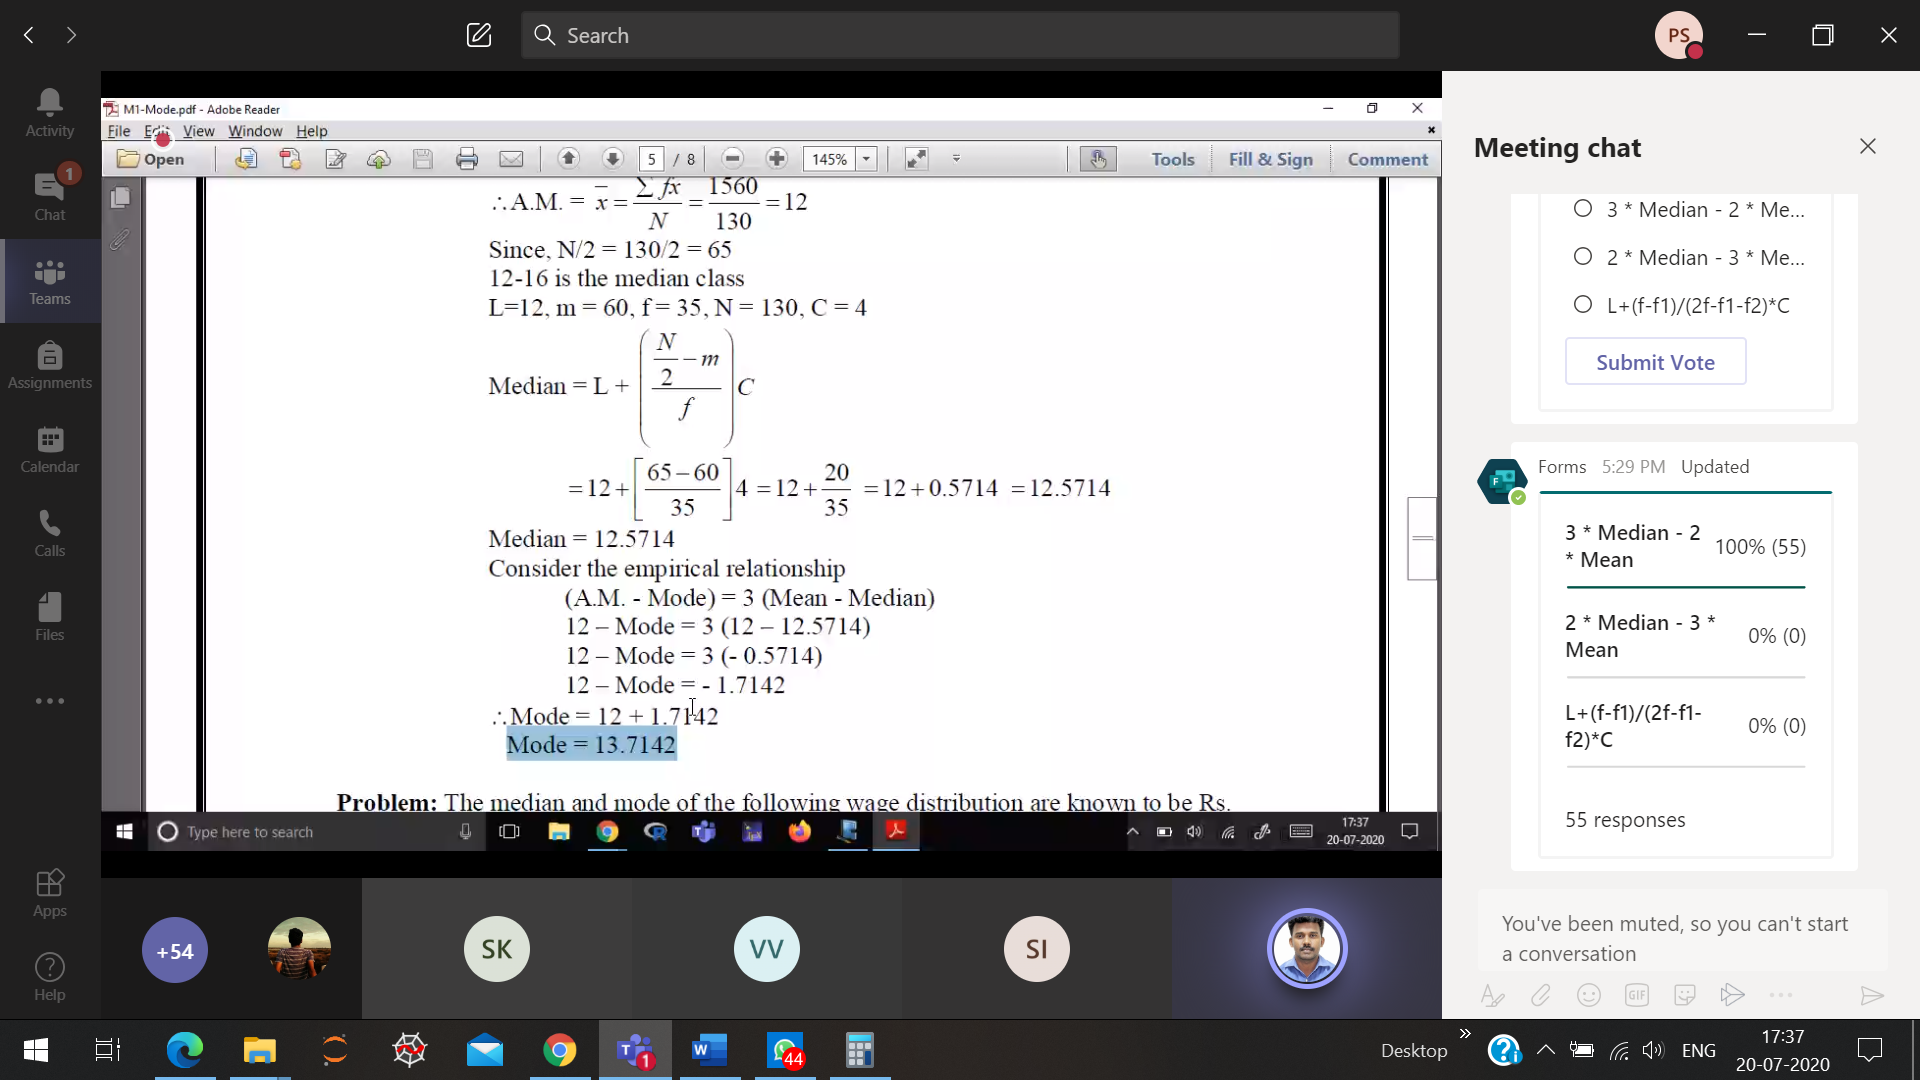 Search
PS
Activity
1
Chat
Teams
Assignments
Calendar
Calls
Files
Apps
Help
M1-Mode.pdf - Adobe Reader
File Edit View Window Help
Open
5 / 8
145%
Tools Fill & Sign Comment
∴A.M. = x̄ = ∑ fx / N = 1560 / 130 = 12
Since, N/2 = 130/2 = 65
12-16 is the median class
L=12, m = 60, f = 35, N = 130, C = 4
Median = L + ( (N/2 − m) / f ) C
= 12 + [ (65 − 60) / 35 ] 4 = 12 + 20/35 = 12 + 0.5714 = 12.5714
Median = 12.5714
Consider the empirical relationship
(A.M. - Mode) = 3 (Mean - Median)
12 – Mode = 3 (12 – 12.5714)
12 – Mode = 3 (- 0.5714)
12 – Mode = - 1.7142
∴Mode = 12 + 1.7142
Mode = 13.7142
Problem: The median and mode of the following wage distribution are known to be Rs.
Type here to search
17:37
20-07-2020
+54
SK
VV
SI
Meeting chat
3 * Median - 2 * Me...
2 * Median - 3 * Me...
L+(f-f1)/(2f-f1-f2)*C
Submit Vote
Forms 5:29 PM Updated
3 * Median - 2
* Mean
100% (55)
2 * Median - 3 *
Mean
0% (0)
L+(f-f1)/(2f-f1-
f2)*C
0% (0)
55 responses
You've been muted, so you can't start
a conversation
GIF
1
44
Desktop
ENG
17:37
20-07-2020